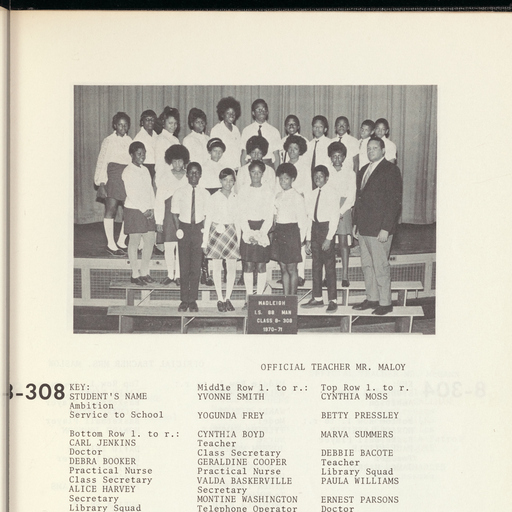 MADLEIGH
I.S. 88 MAN
CLASS 8-308
1970-71
OFFICIAL TEACHER MR. MALOY
8-308
KEY:
STUDENT'S NAME
Ambition
Service to School
Bottom Row l. to r.:
CARL JENKINS
Doctor
DEBRA BOOKER
Practical Nurse
Class Secretary
ALICE HARVEY
Secretary
Library Squad
Middle Row l. to r.:
YVONNE SMITH
YOGUNDA FREY
CYNTHIA BOYD
Teacher
Class Secretary
GERALDINE COOPER
Practical Nurse
VALDA BASKERVILLE
Secretary
MONTINE WASHINGTON
Telephone Operator
Top Row l. to r.
CYNTHIA MOSS
BETTY PRESSLEY
MARVA SUMMERS
DEBBIE BACOTE
Teacher
Library Squad
PAULA WILLIAMS
ERNEST PARSONS
Doctor